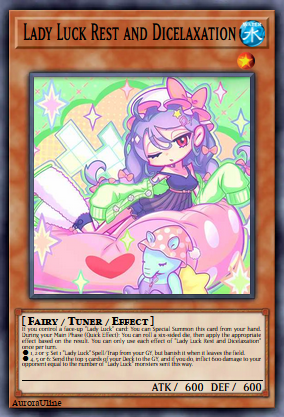 Lady Luck Rest and Dicelaxation
WATER
水
[ Fairy / Tuner / Effect ]
If you control a face-up "Lady Luck" card: You can Special Summon this card from your hand.
During your Main Phase (Quick Effect): You can roll a six-sided die, then apply the appropriate
effect based on the result. You can only use each effect of "Lady Luck Rest and Dicelaxation"
once per turn.
● 1, 2 or 3: Set 1 "Lady Luck" Spell/Trap from your GY, but banish it when it leaves the field.
● 4, 5, or 6: Send the top 3 cards of your Deck to the GY, and if you do, inflict 600 damage to your
opponent equal to the number of "Lady Luck" monsters sent this way.
ATK / 600 DEF / 600
AuroraUline